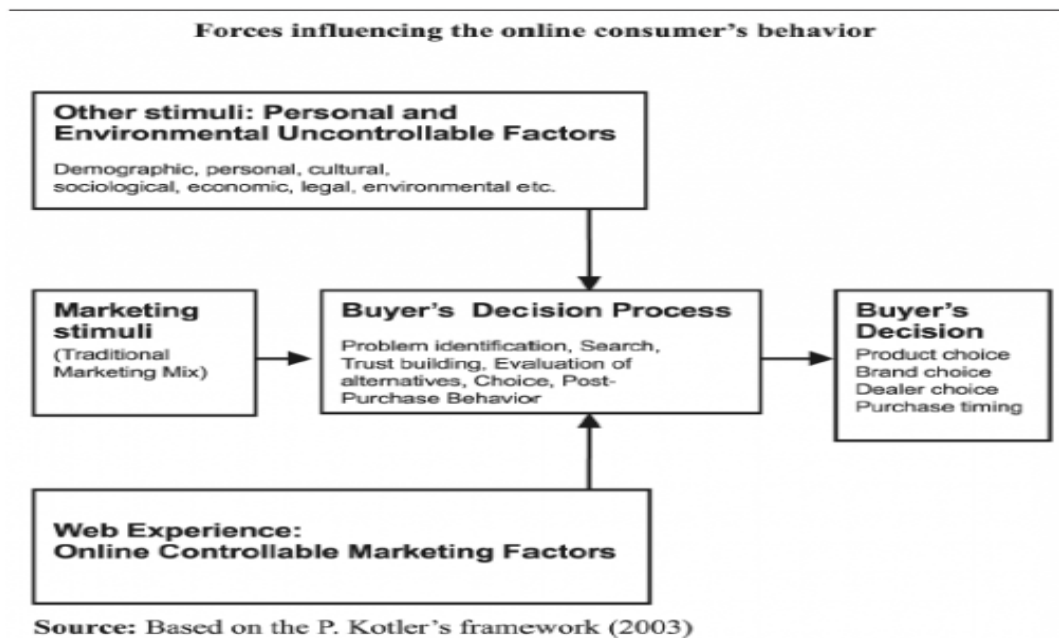 Forces influencing the online consumer's behavior
Other stimuli: Personal and
Environmental Uncontrollable Factors
Demographic, personal, cultural,
sociological, economic, legal, environmental etc.
Marketing
stimuli
(Traditional
Marketing Mix)
Buyer's Decision Process
Problem identification, Search,
Trust building, Evaluation of
alternatives, Choice, Post-
Purchase Behavior
Buyer's
Decision
Product choice
Brand choice
Dealer choice
Purchase timing
Web Experience:
Online Controllable Marketing Factors
Source: Based on the P. Kotler's framework (2003)